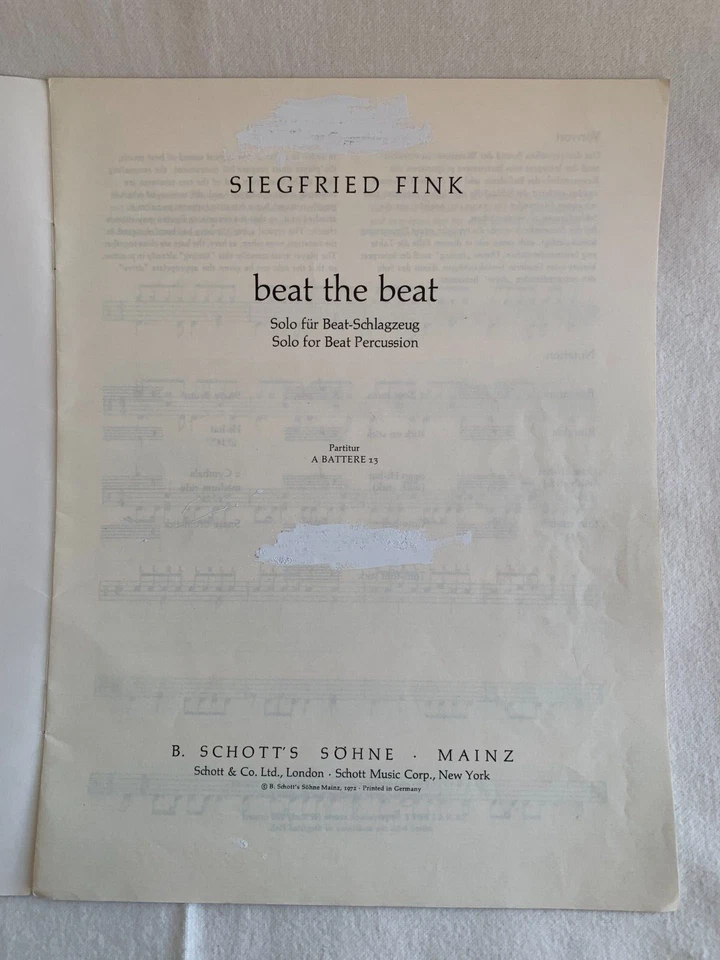 SIEGFRIED FINK
beat the beat
Solo für Beat-Schlagzeug
Solo for Beat Percussion
Partitur
A BATTERE 13
B. SCHOTT'S SÖHNE · MAINZ
Schott & Co. Ltd., London · Schott Music Corp., New York
© B. Schott's Söhne Mainz, 1972 · Printed in Germany